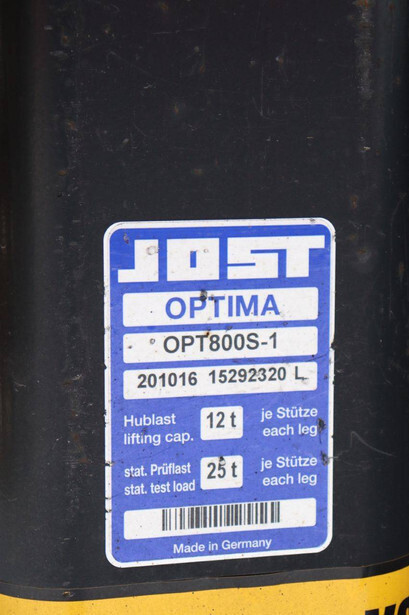 JOST
OPTIMA
OPT800S-1
201016 15292320 L
Hublast 12 t je Stütze
lifting cap. each leg
stat. Prüflast 25 t je Stütze
stat. test load each leg
Made in Germany